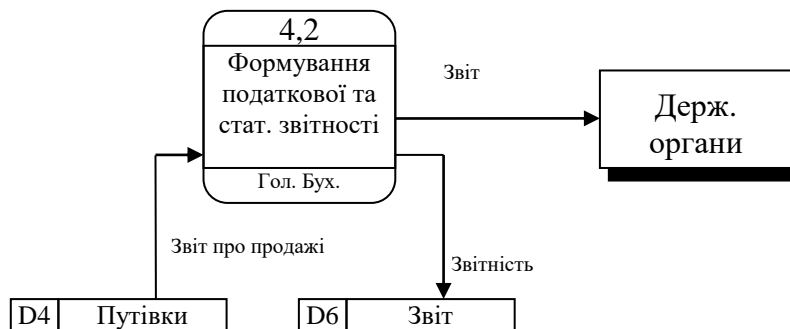 4,2
Формування
податкової та
стат. звітності
Гол. Бух.
Звіт
Держ.
органи
Звіт про продажі
Звітність
D4 Путівки
D6 Звіт